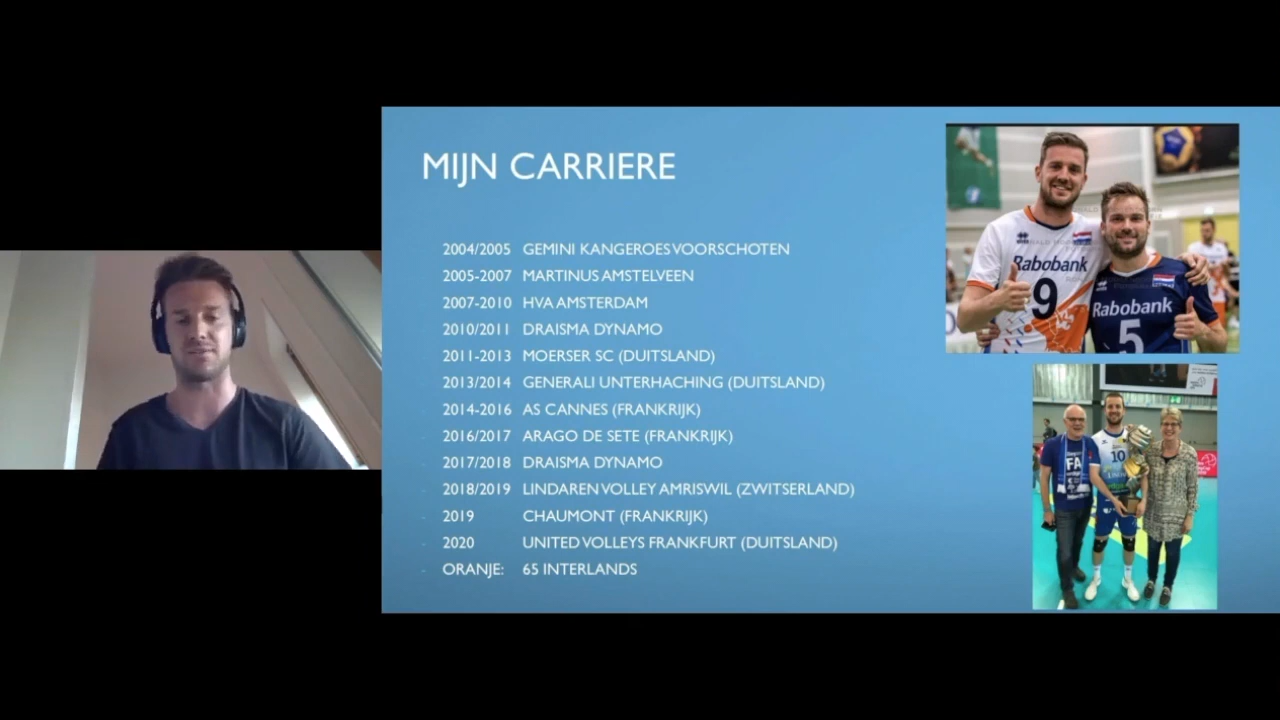 MIJN CARRIERE
2004/2005 GEMINI KANGEROES VOORSCHOTEN
2005-2007 MARTINUS AMSTELVEEN
2007-2010 HVA AMSTERDAM
2010/2011 DRAISMA DYNAMO
2011-2013 MOERSER SC (DUITSLAND)
2013/2014 GENERALI UNTERHACHING (DUITSLAND)
- 2014-2016 AS CANNES (FRANKRIJK)
- 2016/2017 ARAGO DE SETE (FRANKRIJK)
- 2017/2018 DRAISMA DYNAMO
- 2018/2019 LINDAREN VOLLEY AMRISWIL (ZWITSERLAND)
- 2019 CHAUMONT (FRANKRIJK)
- 2020 UNITED VOLLEYS FRANKFURT (DUITSLAND)
- ORANJE: 65 INTERLANDS
Rabobank
9
Rabobank
5
FA
10